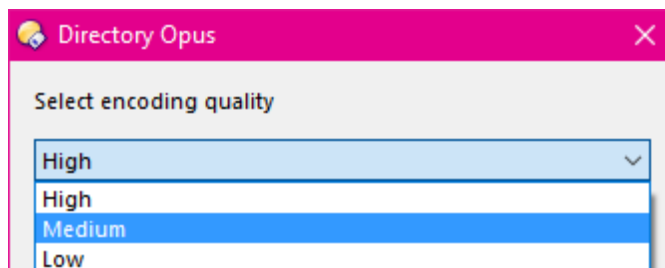 Directory Opus
Select encoding quality
High
High
Medium
Low